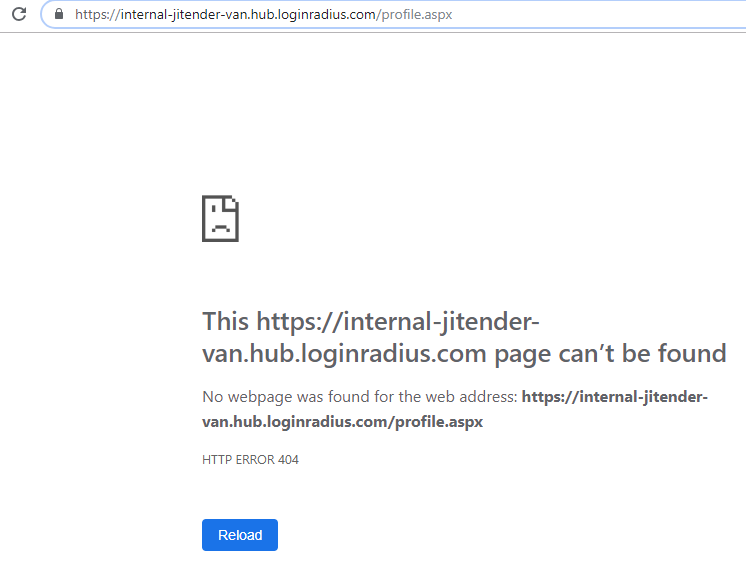 https://internal-jitender-van.hub.loginradius.com/profile.aspx
This https://internal-jitender-
van.hub.loginradius.com page can’t be found
No webpage was found for the web address: https://internal-jitender-
van.hub.loginradius.com/profile.aspx
HTTP ERROR 404
Reload